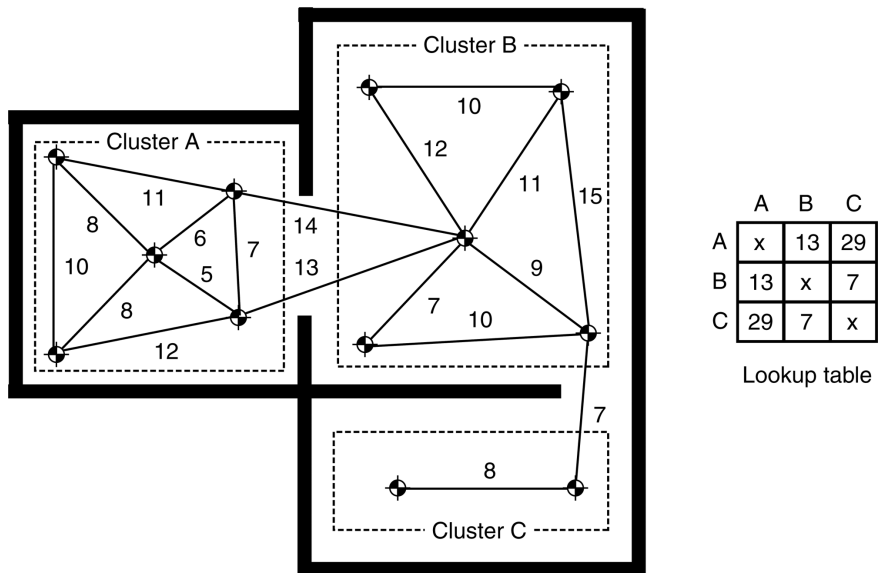 Cluster B
10
12
11
15
9
7
10
Cluster A
11
8
6
7
10
5
8
12
14
13
7
8
Cluster C
A B C
A x 13 29
B 13 x 7
C 29 7 x
Lookup table